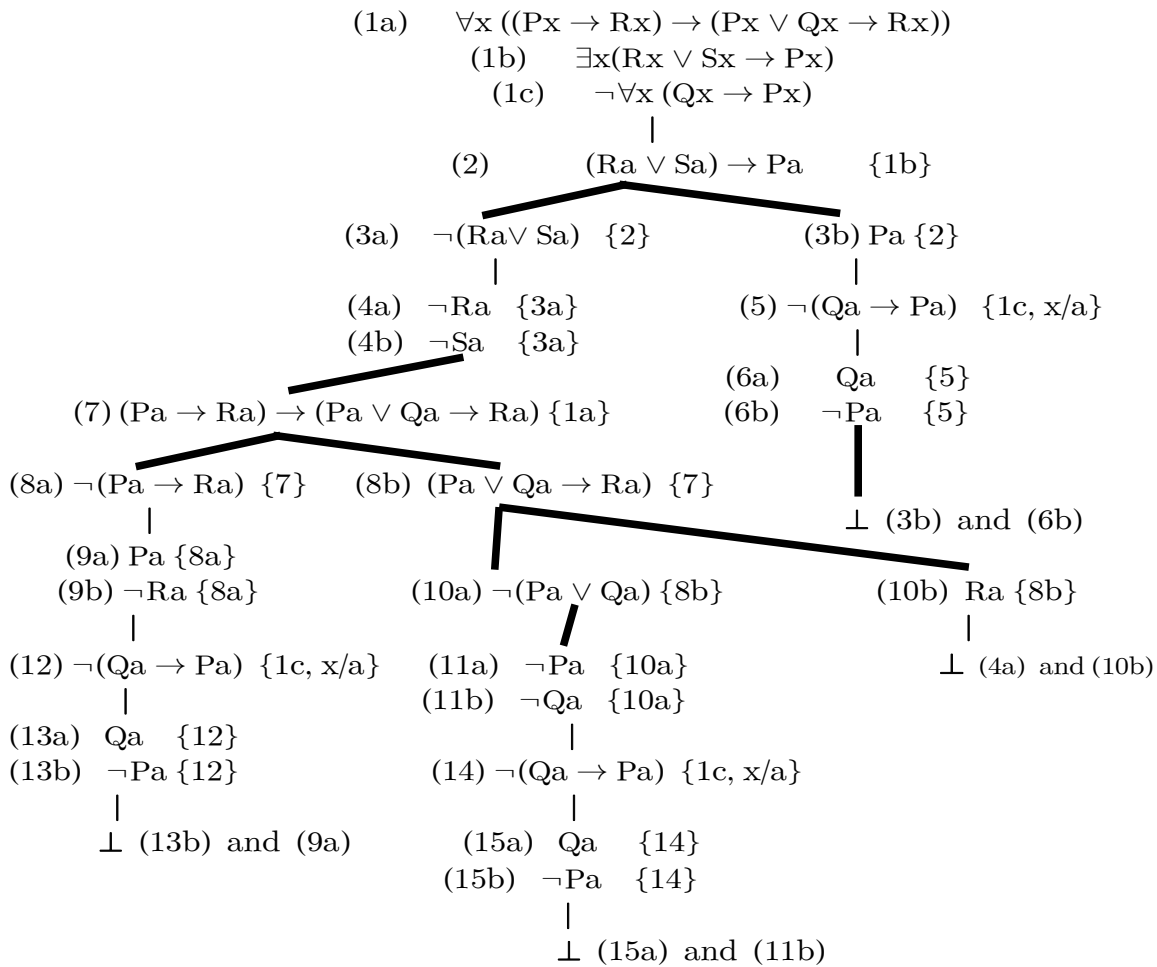 (1a) ∀x ((Px → Rx) → (Px ∨ Qx → Rx))
(1b) ∃x(Rx ∨ Sx → Px)
(1c) ¬∀x (Qx → Px)
(2) (Ra ∨ Sa) → Pa {1b}
(3a) ¬(Ra∨ Sa) {2} (3b) Pa {2}
(4a) ¬Ra {3a} (5) ¬(Qa → Pa) {1c, x/a}
(4b) ¬Sa {3a}
(6a) Qa {5}
(7) (Pa → Ra) → (Pa ∨ Qa → Ra) {1a} (6b) ¬Pa {5}
(8a) ¬(Pa → Ra) {7} (8b) (Pa ∨ Qa → Ra) {7}
⊥ (3b) and (6b)
(9a) Pa {8a}
(9b) ¬Ra {8a} (10a) ¬(Pa ∨ Qa) {8b} (10b) Ra {8b}
(12) ¬(Qa → Pa) {1c, x/a} (11a) ¬Pa {10a} ⊥ (4a) and (10b)
(11b) ¬Qa {10a}
(13a) Qa {12}
(13b) ¬Pa {12} (14) ¬(Qa → Pa) {1c, x/a}
⊥ (13b) and (9a) (15a) Qa {14}
(15b) ¬Pa {14}
⊥ (15a) and (11b)